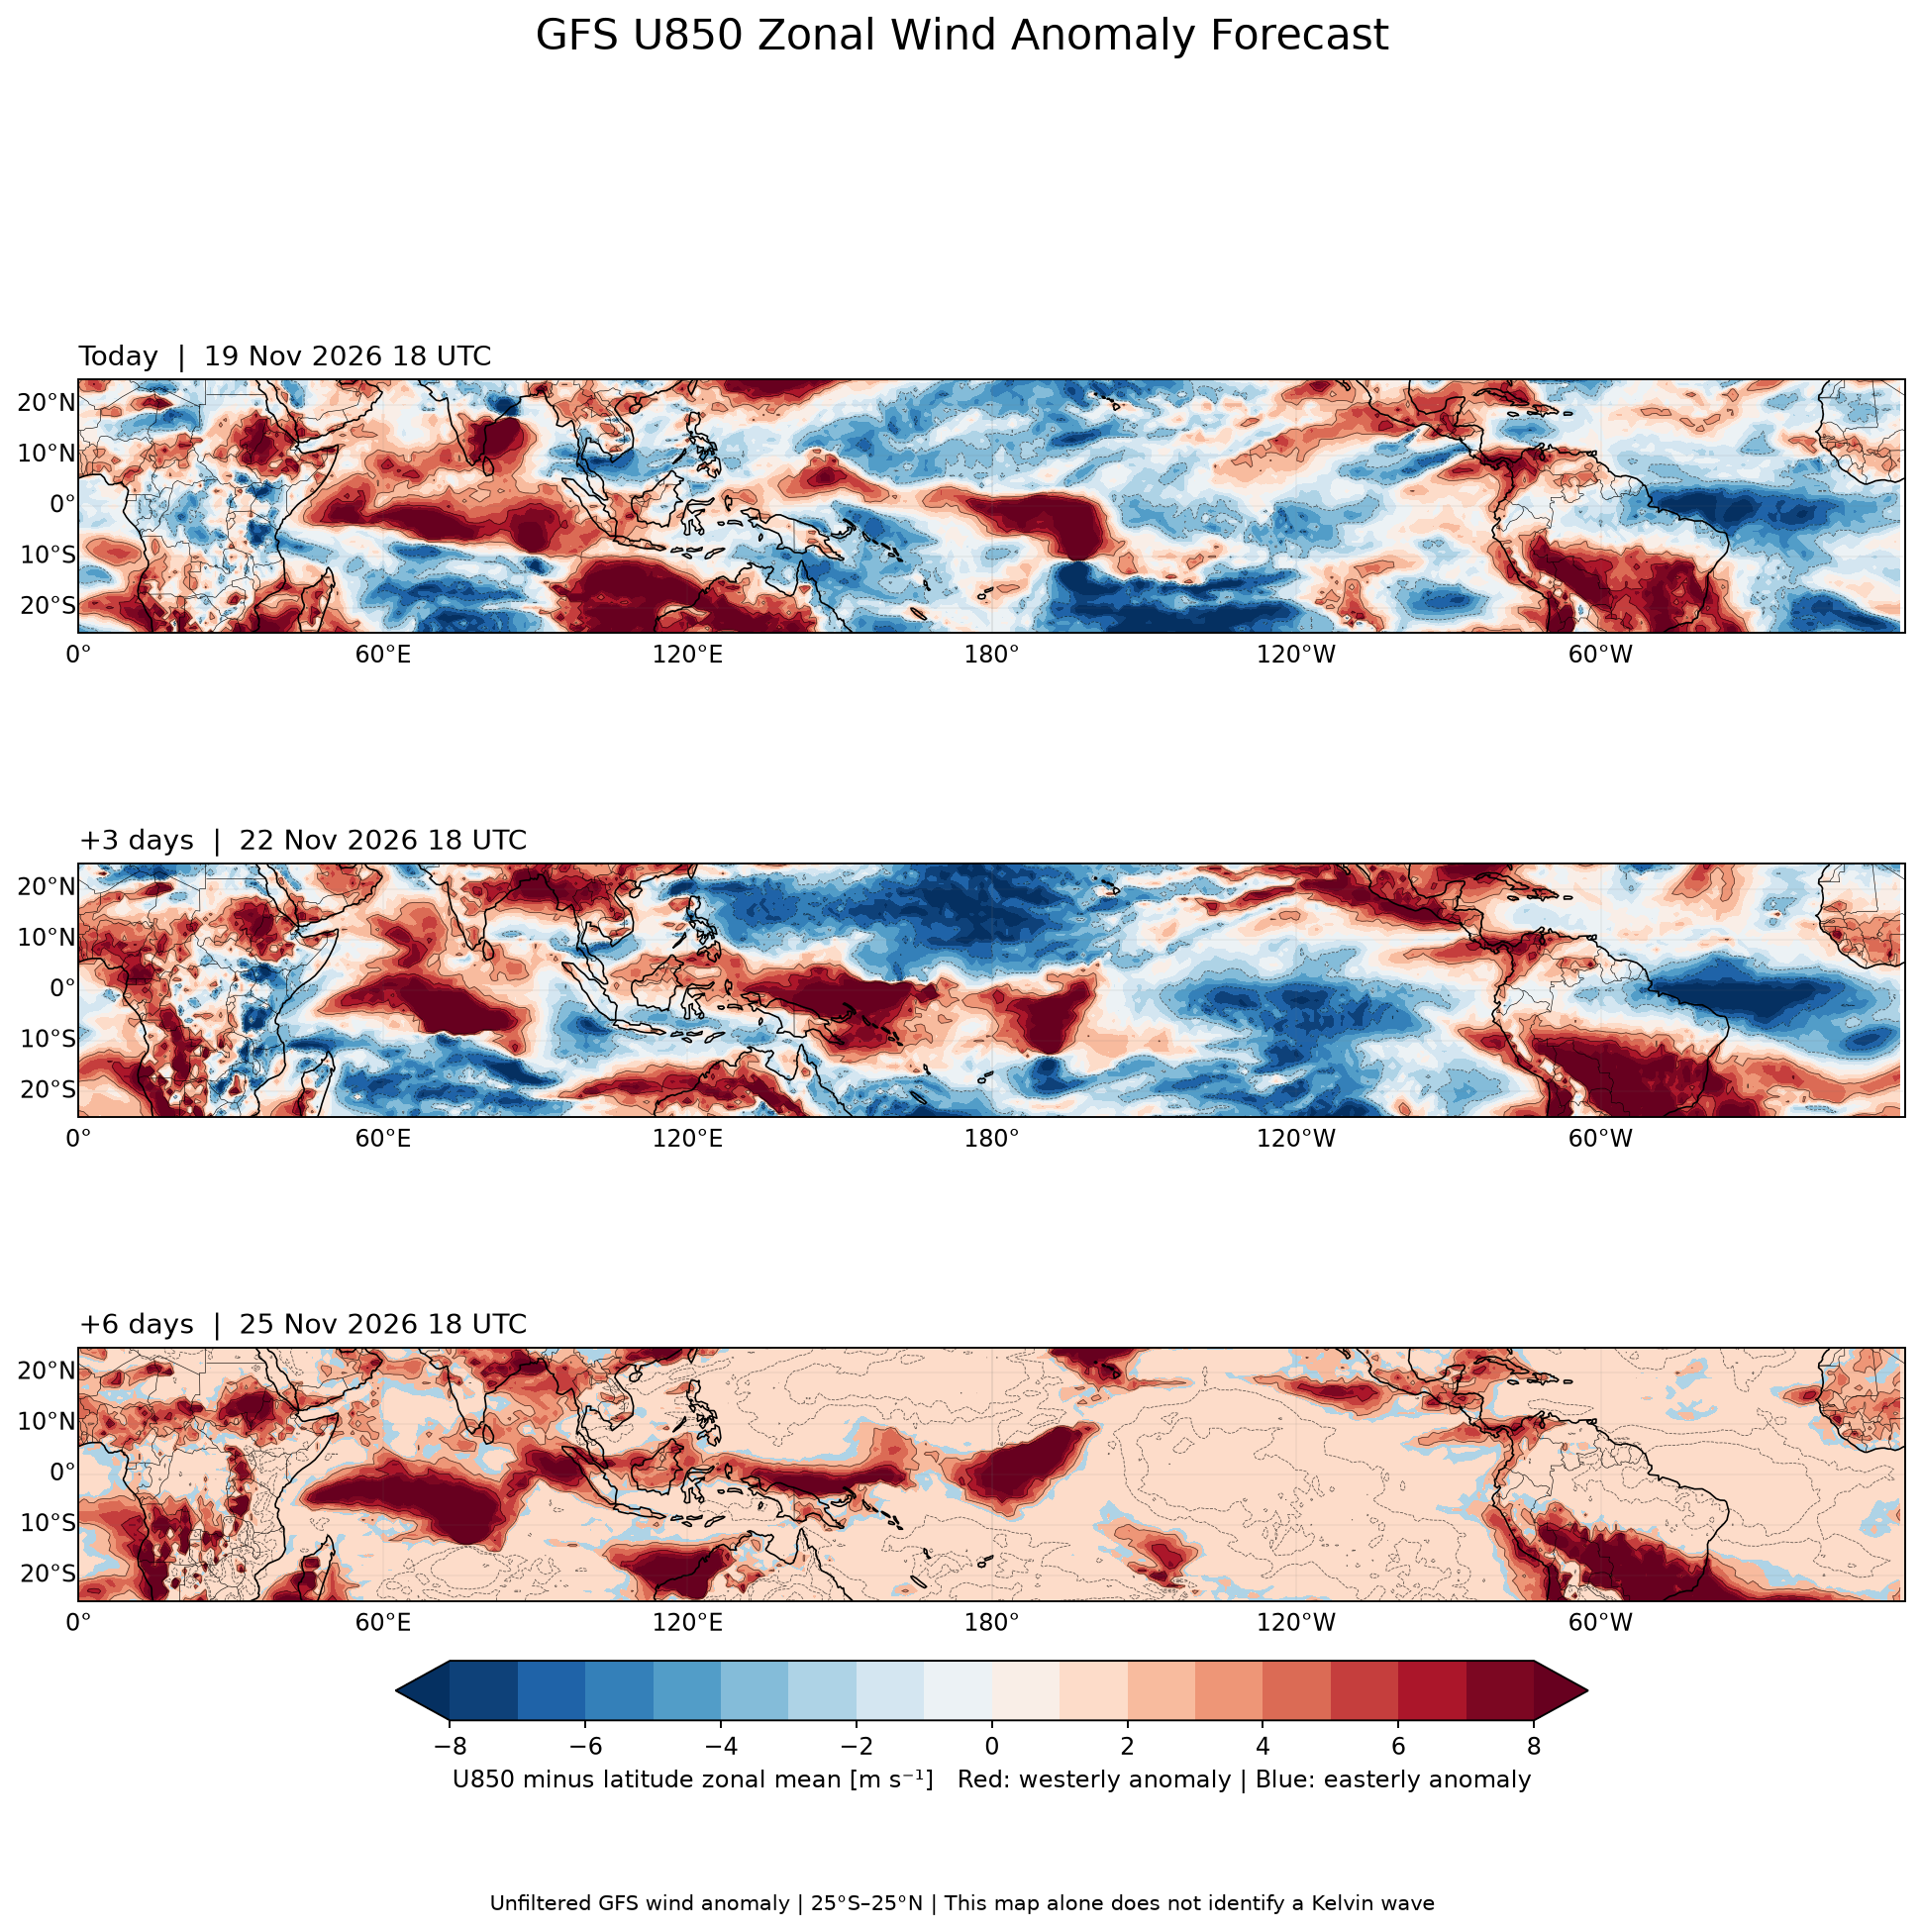 GFS U850 Zonal Wind Anomaly Forecast
Today | 19 Nov 2026 18 UTC
20°N
10°N
0°
10°S
20°S
0° 60°E 120°E 180° 120°W 60°W
+3 days | 22 Nov 2026 18 UTC
20°N
10°N
0°
10°S
20°S
0° 60°E 120°E 180° 120°W 60°W
+6 days | 25 Nov 2026 18 UTC
20°N
10°N
0°
10°S
20°S
0° 60°E 120°E 180° 120°W 60°W
−8 −6 −4 −2 0 2 4 6 8
U850 minus latitude zonal mean [m s⁻¹] Red: westerly anomaly | Blue: easterly anomaly
Unfiltered GFS wind anomaly | 25°S–25°N | This map alone does not identify a Kelvin wave